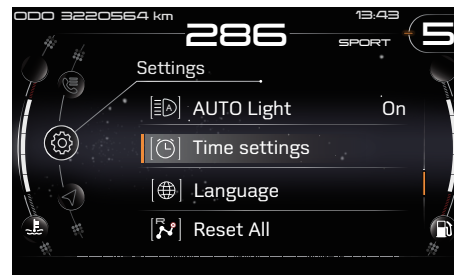 ODO 3220564 km
13:43
286
SPORT
5
Settings
A
AUTO Light
On
Time settings
Language
R
Reset All